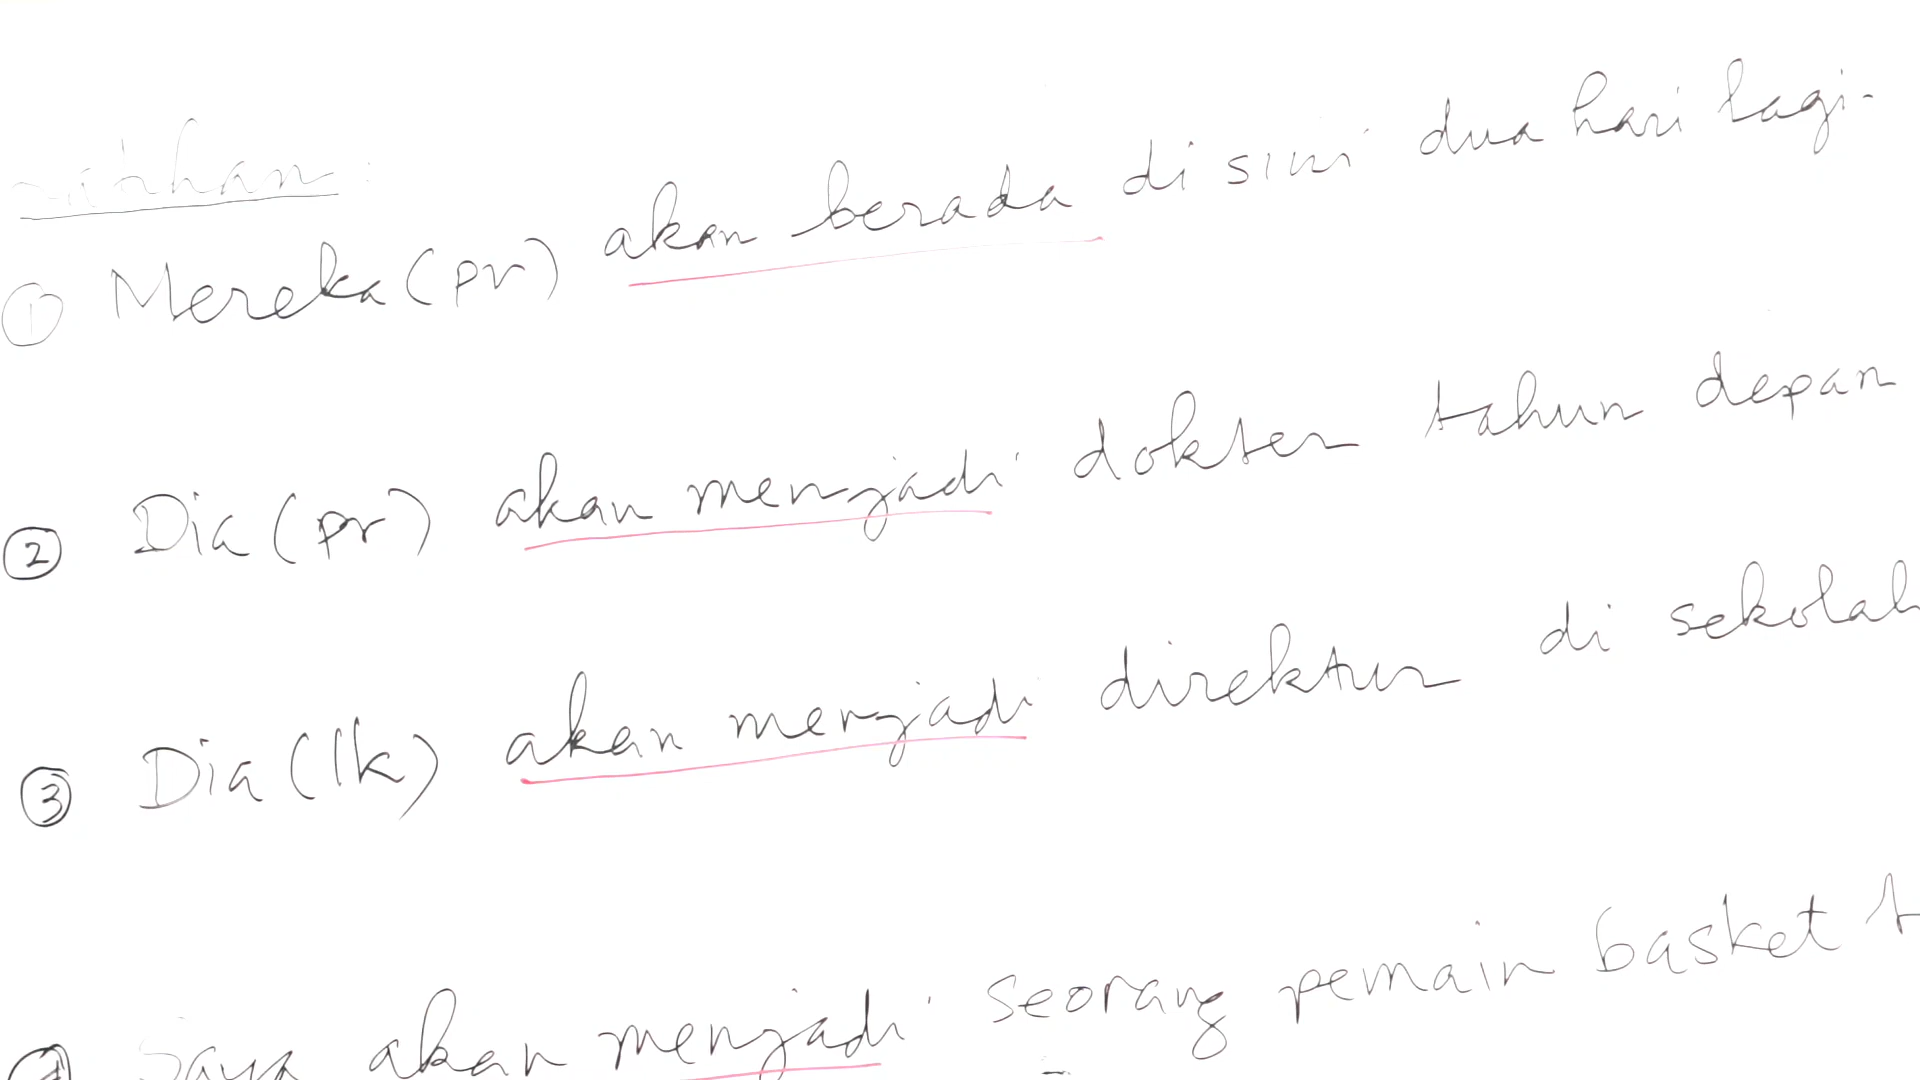 Latihan:
① Mereka (pr) akan berada di sini dua hari lagi.
② Dia (pr) akan menjadi dokter tahun depan
③ Dia (lk) akan menjadi direktur di sekolah
Saya akan menjadi seorang pemain basket